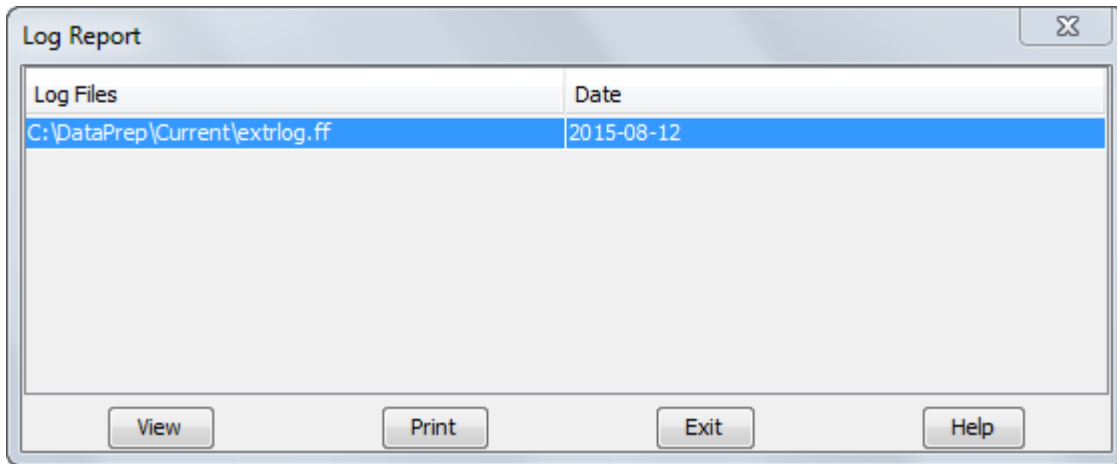 Log Report
Log Files Date
C:\DataPrep\Current\extrlog.ff 2015-08-12
View Print Exit Help